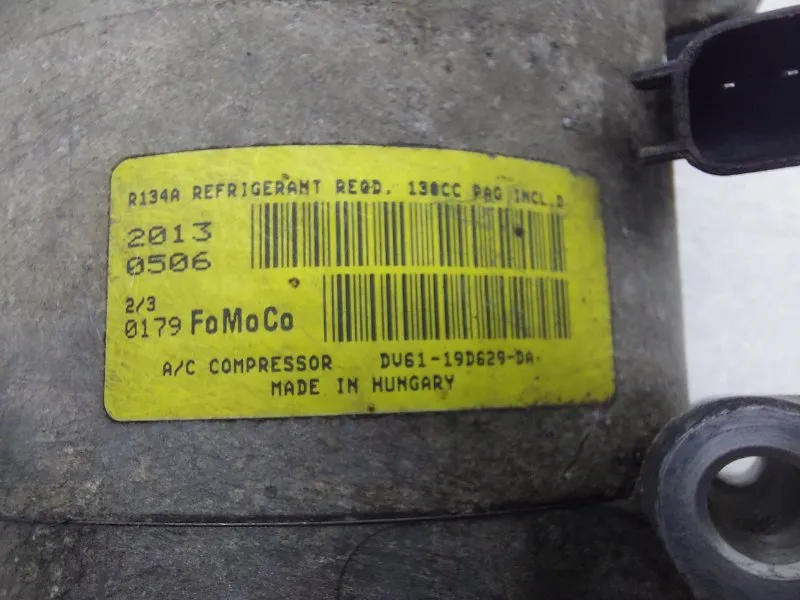 R134A REFRIGERANT REQD. 130CC PAG INCL.D
2013
0506
2/3
0179 FoMoCo
A/C COMPRESSOR DV61-19D629-DA
MADE IN HUNGARY